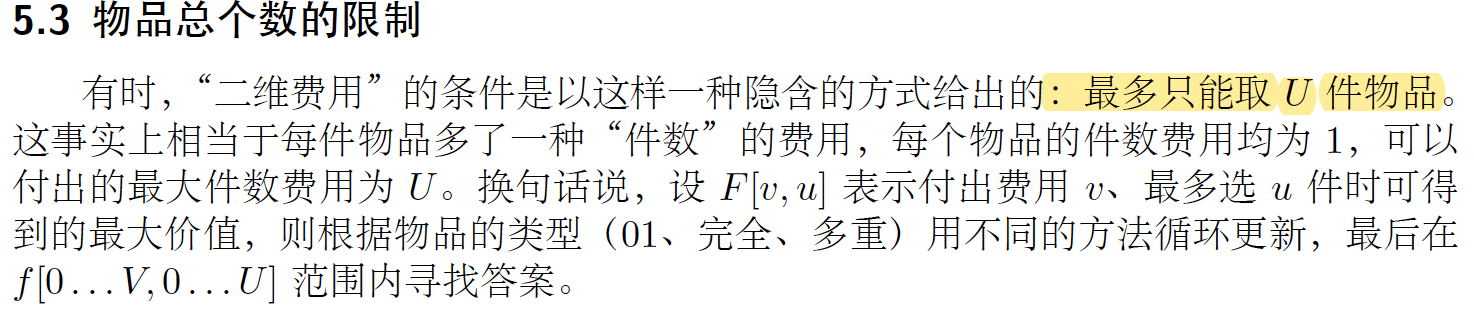 5.3 物品总个数的限制
有时，“二维费用”的条件是以这样一种隐含的方式给出的：最多只能取 U 件物品。
这事实上相当于每件物品多了一种“件数”的费用，每个物品的件数费用均为 1，可以
付出的最大件数费用为 U。换句话说，设 F[v, u] 表示付出费用 v、最多选 u 件时可得
到的最大价值，则根据物品的类型（01、完全、多重）用不同的方法循环更新，最后在
f[0 . . . V, 0 . . . U] 范围内寻找答案。